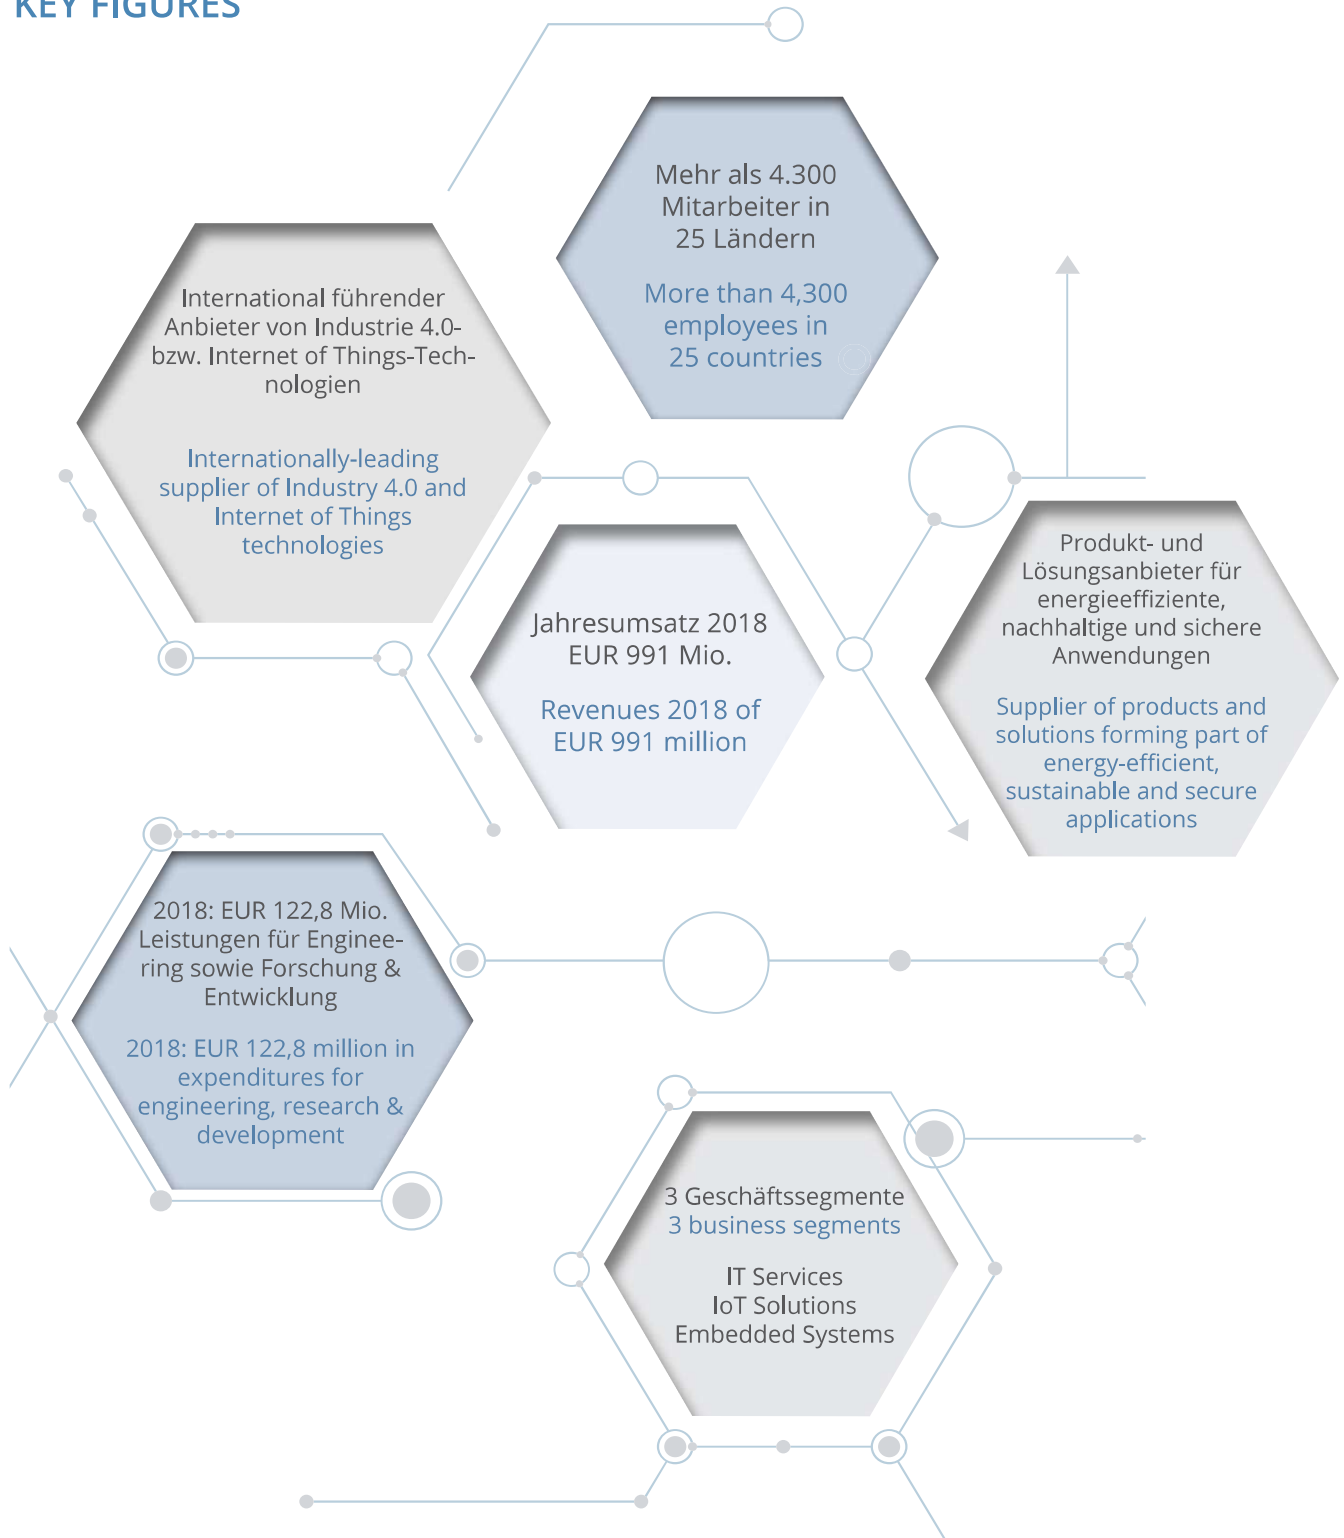 KEY FIGURES
Mehr als 4.300
Mitarbeiter in
25 Ländern
More than 4,300
employees in
25 countries
International führender
Anbieter von Industrie 4.0-
bzw. Internet of Things-Tech-
nologien
Internationally-leading
supplier of Industry 4.0 and
Internet of Things
technologies
Jahresumsatz 2018
EUR 991 Mio.
Revenues 2018 of
EUR 991 million
Produkt- und
Lösungsanbieter für
energieeffiziente,
nachhaltige und sichere
Anwendungen
Supplier of products and
solutions forming part of
energy-efficient,
sustainable and secure
applications
2018: EUR 122,8 Mio.
Leistungen für Enginee-
ring sowie Forschung &
Entwicklung
2018: EUR 122,8 million in
expenditures for
engineering, research &
development
3 Geschäftssegmente
3 business segments
IT Services
IoT Solutions
Embedded Systems